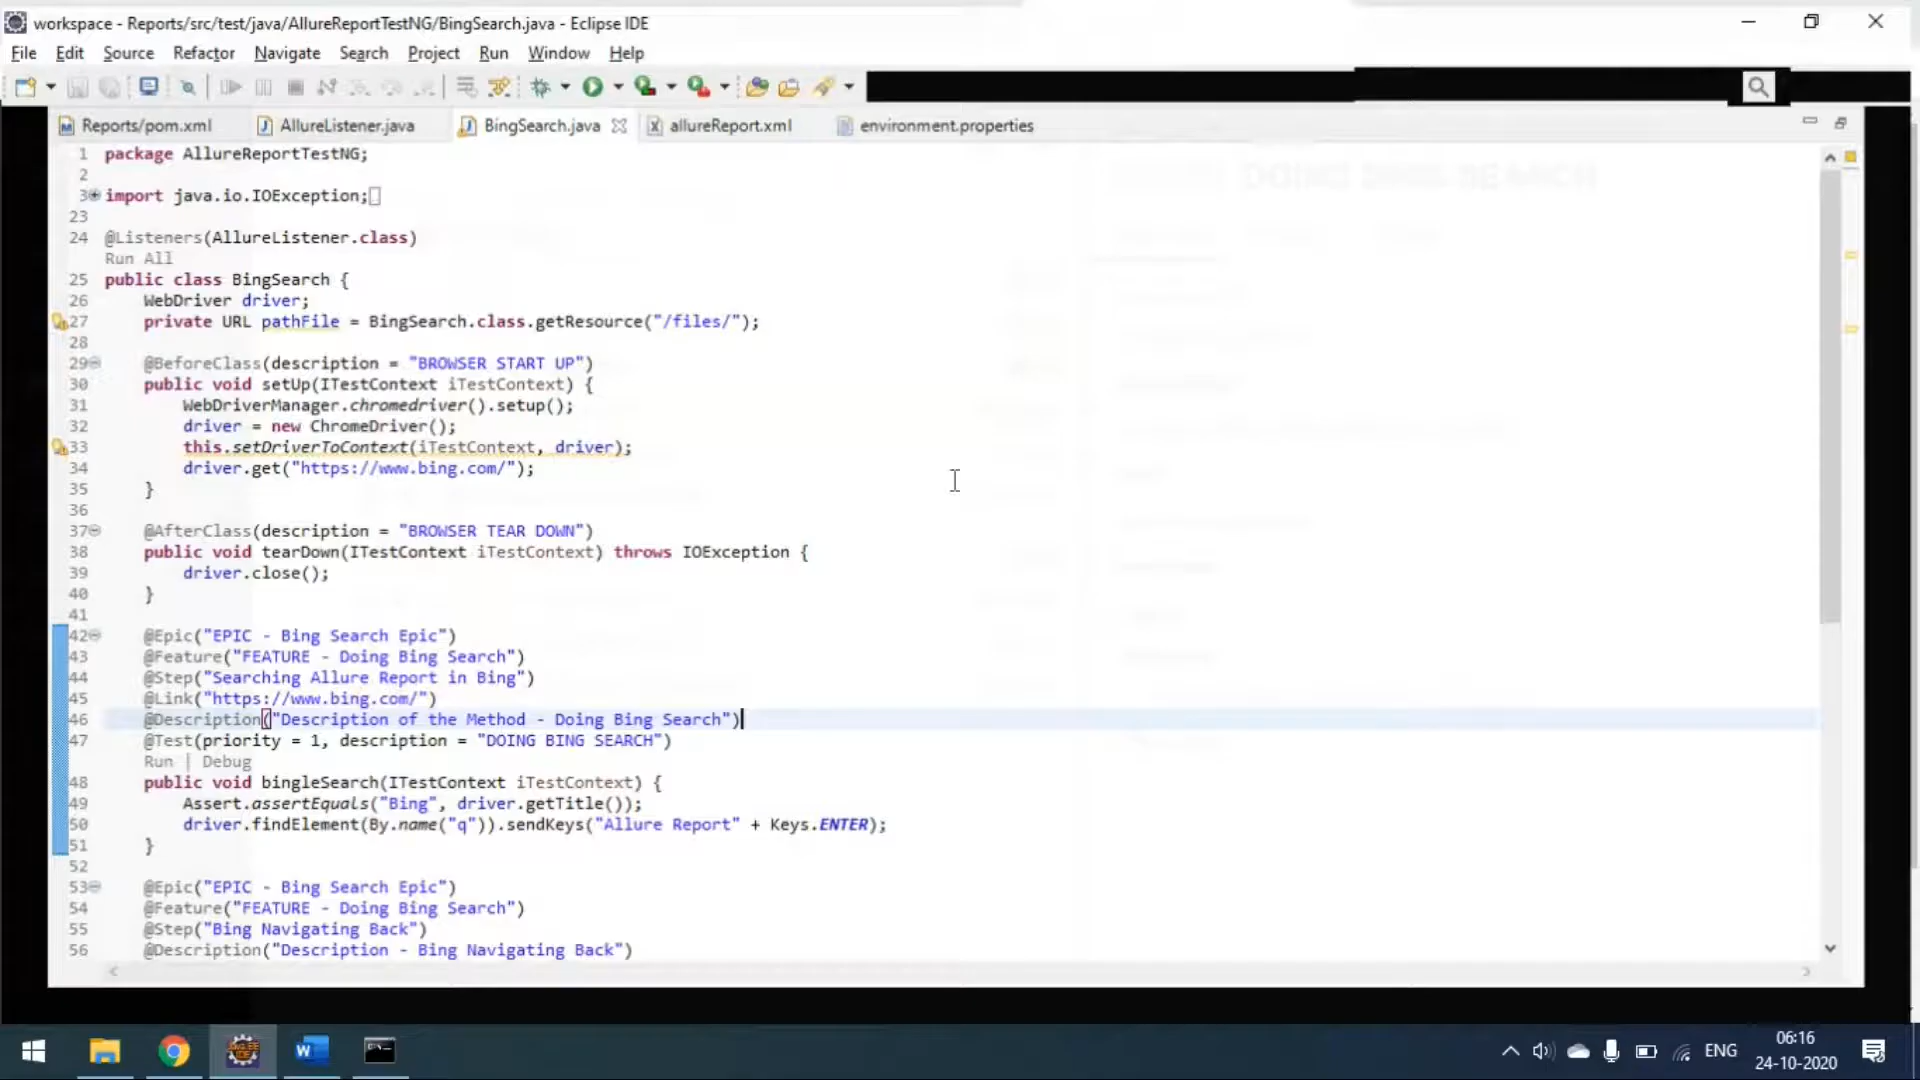 workspace - Reports/src/test/java/AllureReportTestNG/BingSearch.java - Eclipse IDE
File Edit Source Refactor Navigate Search Project Run Window Help
Reports/pom.xml AllureListener.java BingSearch.java allureReport.xml environment.properties
1 package AllureReportTestNG;
2
3 import java.io.IOException;
23
24 @Listeners(AllureListener.class)
Run All
25 public class BingSearch {
26 WebDriver driver;
27 private URL pathFile = BingSearch.class.getResource("/files/");
28
29 @BeforeClass(description = "BROWSER START UP")
30 public void setUp(ITestContext iTestContext) {
31 WebDriverManager.chromedriver().setup();
32 driver = new ChromeDriver();
33 this.setDriverToContext(iTestContext, driver);
34 driver.get("https://www.bing.com/");
35 }
36
37 @AfterClass(description = "BROWSER TEAR DOWN")
38 public void tearDown(ITestContext iTestContext) throws IOException {
39 driver.close();
40 }
41
42 @Epic("EPIC - Bing Search Epic")
43 @Feature("FEATURE - Doing Bing Search")
44 @Step("Searching Allure Report in Bing")
45 @Link("https://www.bing.com/")
46 @Description("Description of the Method - Doing Bing Search")
47 @Test(priority = 1, description = "DOING BING SEARCH")
Run | Debug
48 public void bingleSearch(ITestContext iTestContext) {
49 Assert.assertEquals("Bing", driver.getTitle());
50 driver.findElement(By.name("q")).sendKeys("Allure Report" + Keys.ENTER);
51 }
52
53 @Epic("EPIC - Bing Search Epic")
54 @Feature("FEATURE - Doing Bing Search")
55 @Step("Bing Navigating Back")
56 @Description("Description - Bing Navigating Back")
DOING BING SEARCH
ENG
06:16
24-10-2020